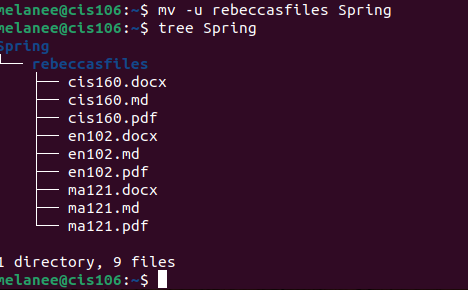 melanee@cis106:~$ mv -u rebeccasfiles Spring
melanee@cis106:~$ tree Spring
Spring
└── rebeccasfiles
    ├── cis160.docx
    ├── cis160.md
    ├── cis160.pdf
    ├── en102.docx
    ├── en102.md
    ├── en102.pdf
    ├── ma121.docx
    ├── ma121.md
    └── ma121.pdf
1 directory, 9 files
melanee@cis106:~$